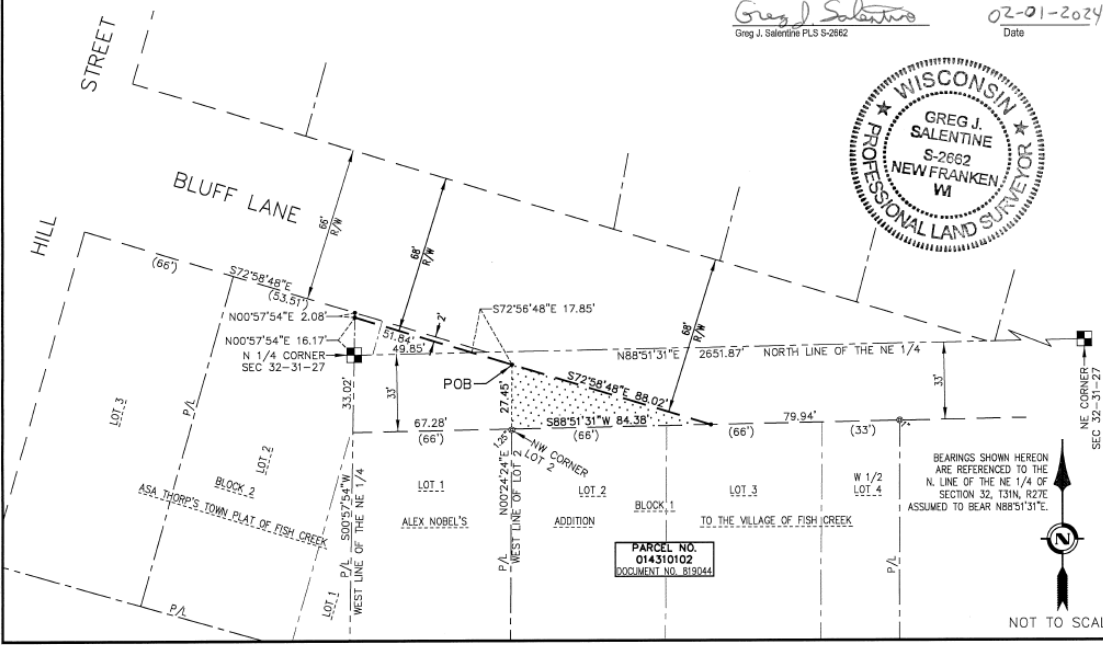 Greg J. Salentine
02-01-2024
Greg J. Salentine PLS S-2662
Date
WISCONSIN
GREG J.
SALENTINE
S-2662
NEW FRANKEN
WI
PROFESSIONAL LAND SURVEYOR
STREET
HILL
BLUFF LANE
66'
R/W
68'
R/W
68'
R/W
(66')
S72°58'48"E
(53.51')
N00°57'54"E 2.08'
N00°57'54"E 16.17'
N 1/4 CORNER
SEC 32-31-27
51.84'
49.85'
2'
S72°56'48"E 17.85'
N88°51'31"E 2651.87' NORTH LINE OF THE NE 1/4
NE CORNER
SEC 32-31-27
POB
S72°58'48"E 88.02'
27.45'
33.02'
33'
33'
67.28'
(66')
S88°51'31"W 84.38'
(66')
(66')
79.94'
(33')
1.25'
NW CORNER
LOT 2
LOT 3
P/L
LOT 2
BLOCK 2
ASA THORP'S TOWN PLAT OF FISH CREEK
P/L
LOT 1
P/L S00°57'54"W
WEST LINE OF THE NE 1/4
LOT 1
P/L N00°24'24"E
WEST LINE OF LOT 2
LOT 2
BLOCK 1
LOT 3
W 1/2
LOT 4
ALEX NOBEL'S ADDITION TO THE VILLAGE OF FISH CREEK
P/L
PARCEL NO.
014310102
DOCUMENT NO. 819044
BEARINGS SHOWN HEREON
ARE REFERENCED TO THE
N. LINE OF THE NE 1/4 OF
SECTION 32, T31N, R27E
ASSUMED TO BEAR N88°51'31"E.
N
NOT TO SCAL